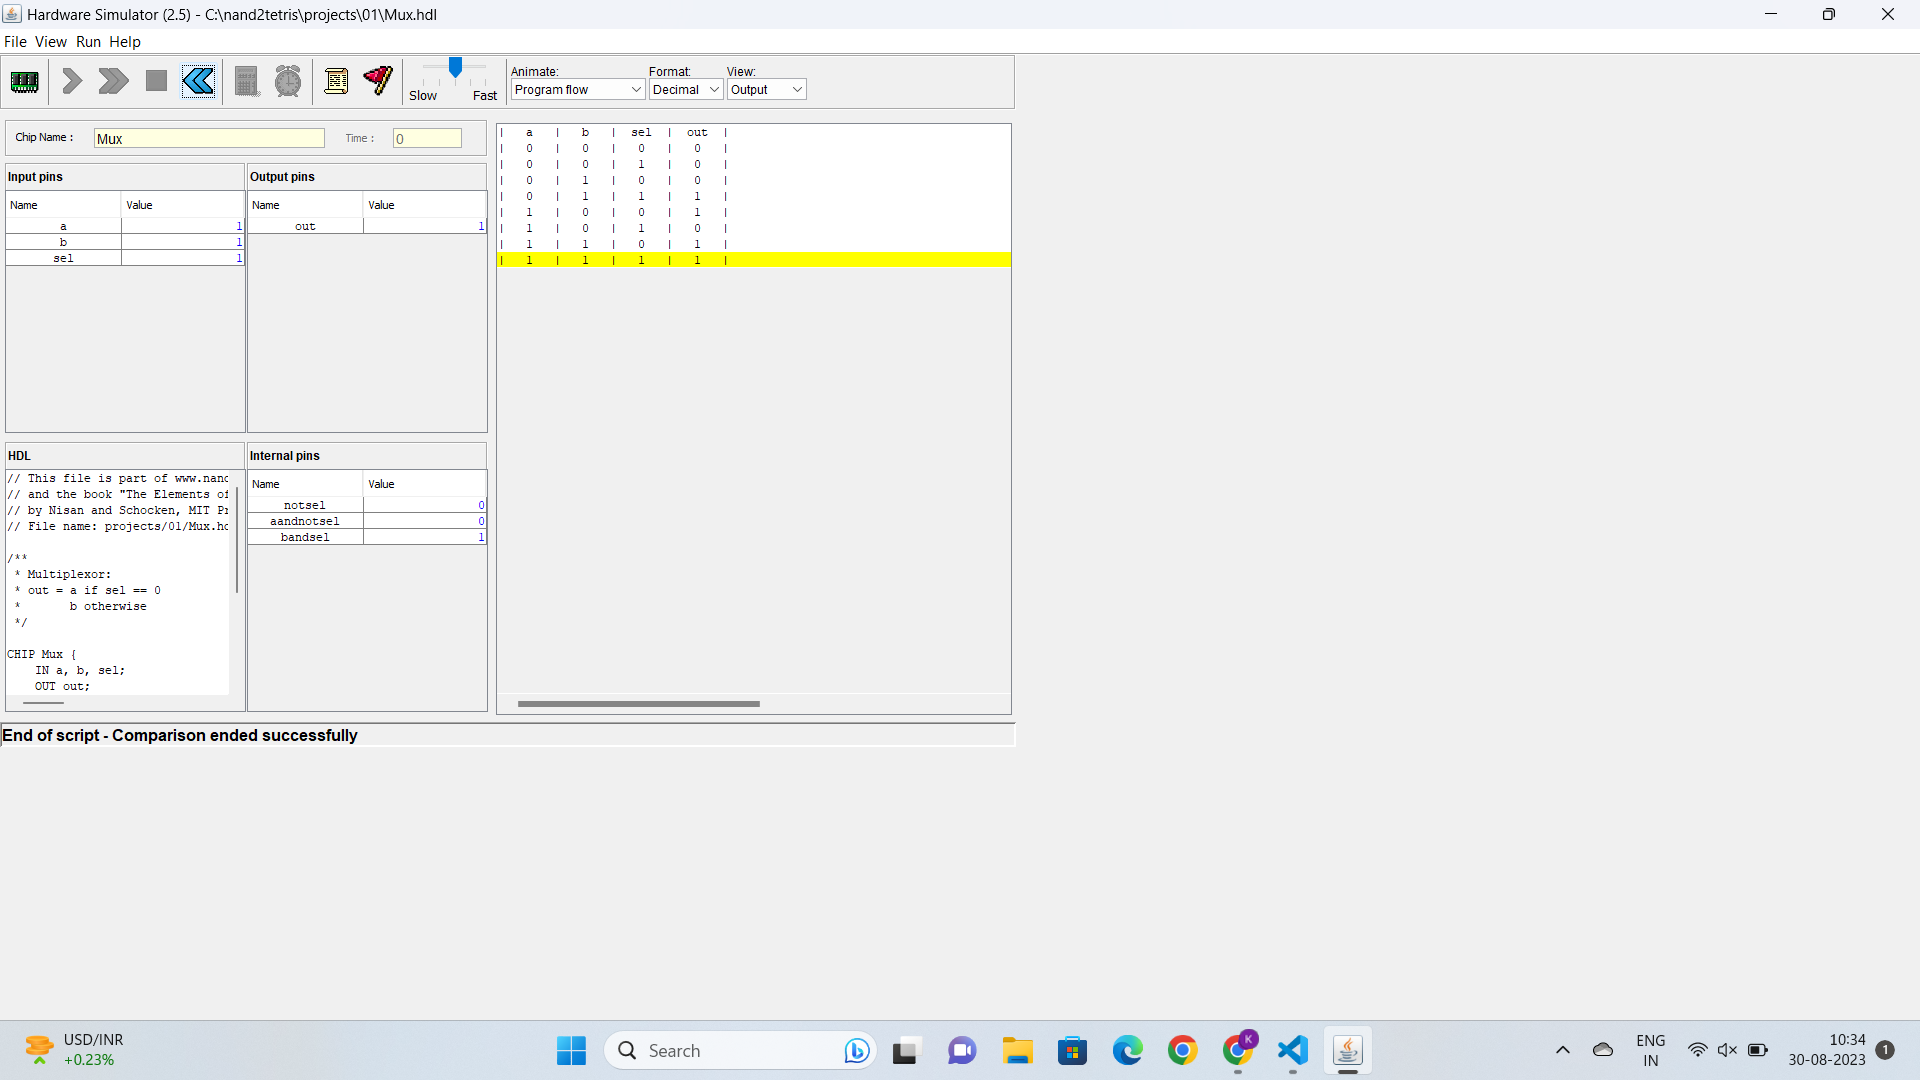 Hardware Simulator (2.5) - C:\nand2tetris\projects\01\Mux.hdl
File View Run Help
Slow Fast
Animate:
Program flow
Format:
Decimal
View:
Output
Chip Name : Mux Time : 0
Input pins
Name Value
a 1
b 1
sel 1
Output pins
Name Value
out 1
HDL
// This file is part of www.nand
// and the book "The Elements of
// by Nisan and Schocken, MIT Pr
// File name: projects/01/Mux.hd
/**
* Multiplexor:
* out = a if sel == 0
* b otherwise
*/
CHIP Mux {
IN a, b, sel;
OUT out;
Internal pins
Name Value
notsel 0
aandnotsel 0
bandsel 1
| a | b | sel | out |
| 0 | 0 | 0 | 0 |
| 0 | 0 | 1 | 0 |
| 0 | 1 | 0 | 0 |
| 0 | 1 | 1 | 1 |
| 1 | 0 | 0 | 1 |
| 1 | 0 | 1 | 0 |
| 1 | 1 | 0 | 1 |
| 1 | 1 | 1 | 1 |
End of script - Comparison ended successfully
USD/INR
+0.23%
Search
K
ENG
IN
10:34
30-08-2023
1